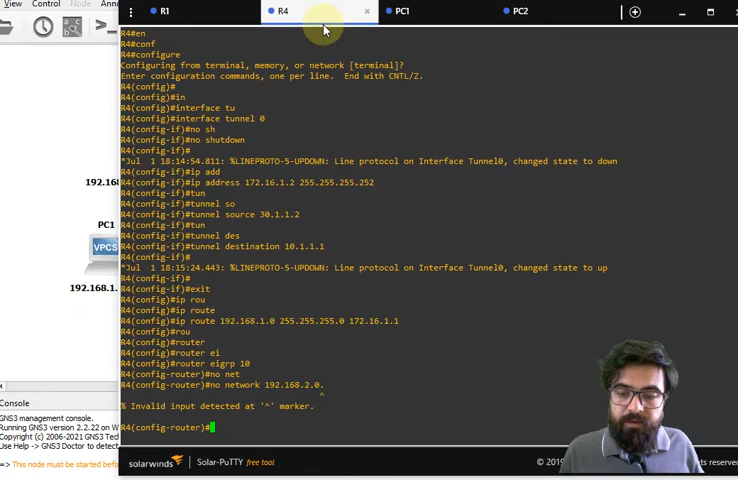 View Control Node Anno
R1
R4
PC1
PC2
R4#en
R4#conf
R4#configure
Configuring from terminal, memory, or network [terminal]?
Enter configuration commands, one per line. End with CNTL/Z.
R4(config)#
R4(config)#in
R4(config)#interface tu
R4(config)#interface tunnel 0
R4(config-if)#no sh
R4(config-if)#no shutdown
R4(config-if)#
*Jul 1 18:14:54.811: %LINEPROTO-5-UPDOWN: Line protocol on Interface Tunnel0, changed state to down
R4(config-if)#ip add
R4(config-if)#ip address 172.16.1.2 255.255.255.252
R4(config-if)#tun
R4(config-if)#tunnel so
R4(config-if)#tunnel source 30.1.1.2
R4(config-if)#tun
R4(config-if)#tunnel des
R4(config-if)#tunnel destination 10.1.1.1
R4(config-if)#
*Jul 1 18:15:24.443: %LINEPROTO-5-UPDOWN: Line protocol on Interface Tunnel0, changed state to up
R4(config-if)#
R4(config-if)#exit
R4(config)#ip rou
R4(config)#ip route
R4(config)#ip route 192.168.1.0 255.255.255.0 172.16.1.1
R4(config)#rou
R4(config)#router
R4(config)#router ei
R4(config)#router eigrp 10
R4(config-router)#no net
R4(config-router)#no network 192.168.2.0.
^
% Invalid input detected at '^' marker.
R4(config-router)#
192.16
PC1
VPCS
192.168.1.
Console
GNS3 management console.
Running GNS3 version 2.2.22 on W
Copyright (c) 2006-2021 GNS3 Tech
Use Help -> GNS3 Doctor to detect
=> This node must be started befo
solarwinds
Solar-PuTTY free tool
© 2019